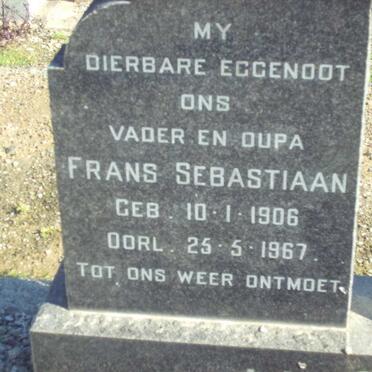 MY
DIERBARE EGGENOOT
ONS
VADER EN OUPA
FRANS SEBASTIAAN
GEB. 10-1-1906
OORL. 25-5-1967.
TOT ONS WEER ONTMOET